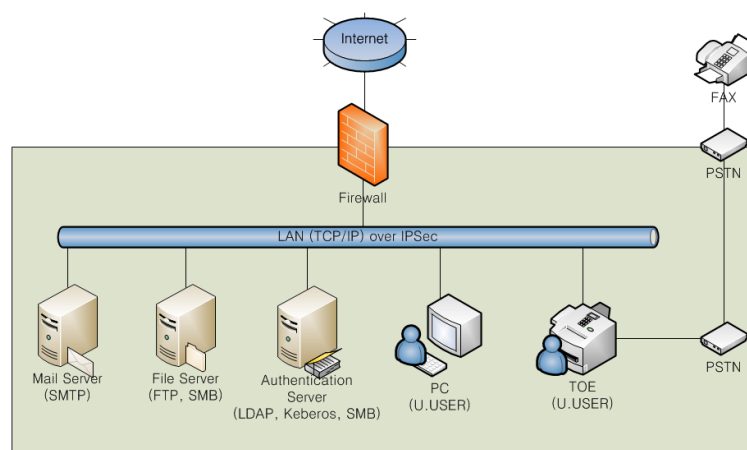 Internet
FAX
PSTN
Firewall
LAN (TCP/IP) over IPSec
PSTN
Mail Server
(SMTP)
File Server
(FTP, SMB)
Authentication
Server
(LDAP, Keberos, SMB)
PC
(U.USER)
TOE
(U.USER)